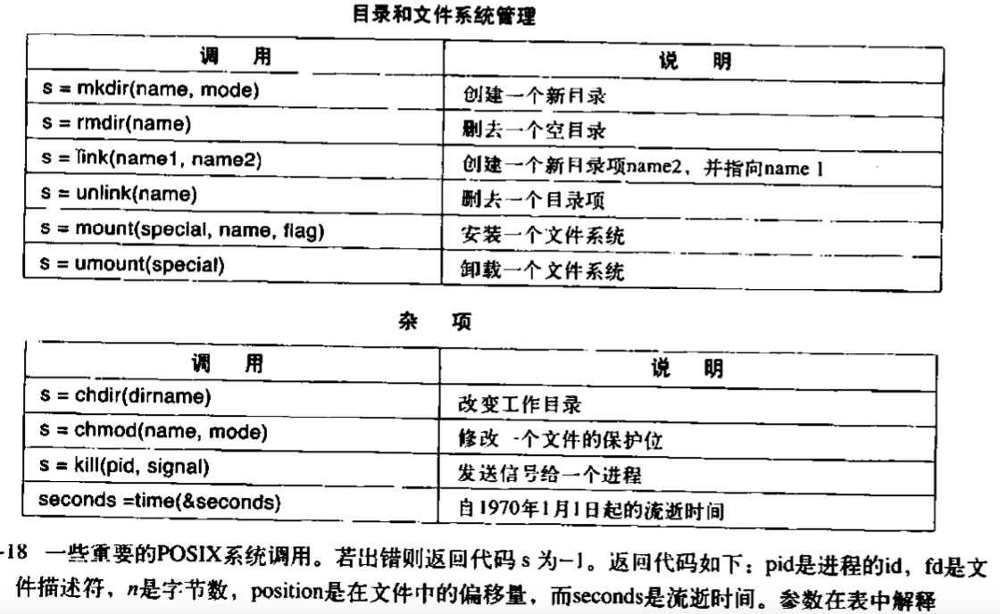 目录和文件系统管理
调 用 说 明
s = mkdir(name, mode) 创建一个新目录
s = rmdir(name) 删去一个空目录
s = link(name1, name2) 创建一个新目录项name2，并指向name 1
s = unlink(name) 删去一个目录项
s = mount(special, name, flag) 安装一个文件系统
s = umount(special) 卸载一个文件系统
杂 项
调 用 说 明
s = chdir(dirname) 改变工作目录
s = chmod(name, mode) 修改一个文件的保护位
s = kill(pid, signal) 发送信号给一个进程
seconds =time(&seconds) 自1970年1月1日起的流逝时间
-18 一些重要的POSIX系统调用。若出错则返回代码 s 为－1。返回代码如下：pid是进程的id，fd是文
件描述符，n是字节数，position是在文件中的偏移量，而seconds是流逝时间。参数在表中解释